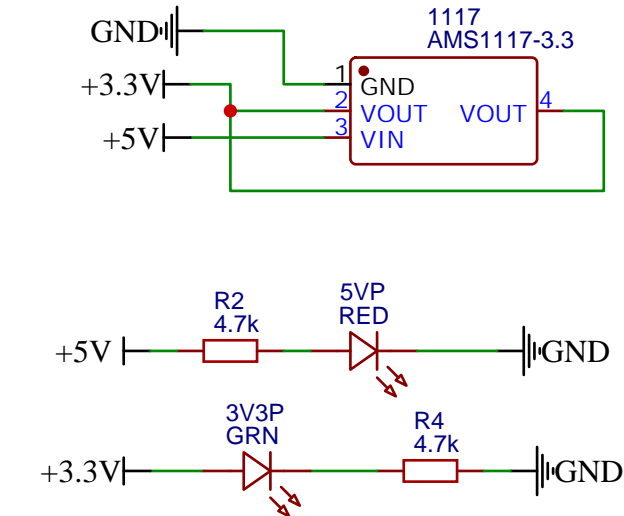 1117
AMS1117-3.3
GND
+3.3V
+5V
1
GND
2
VOUT
VOUT
4
3
VIN
R2
4.7k
5VP
RED
+5V
GND
3V3P
GRN
R4
4.7k
+3.3V
GND